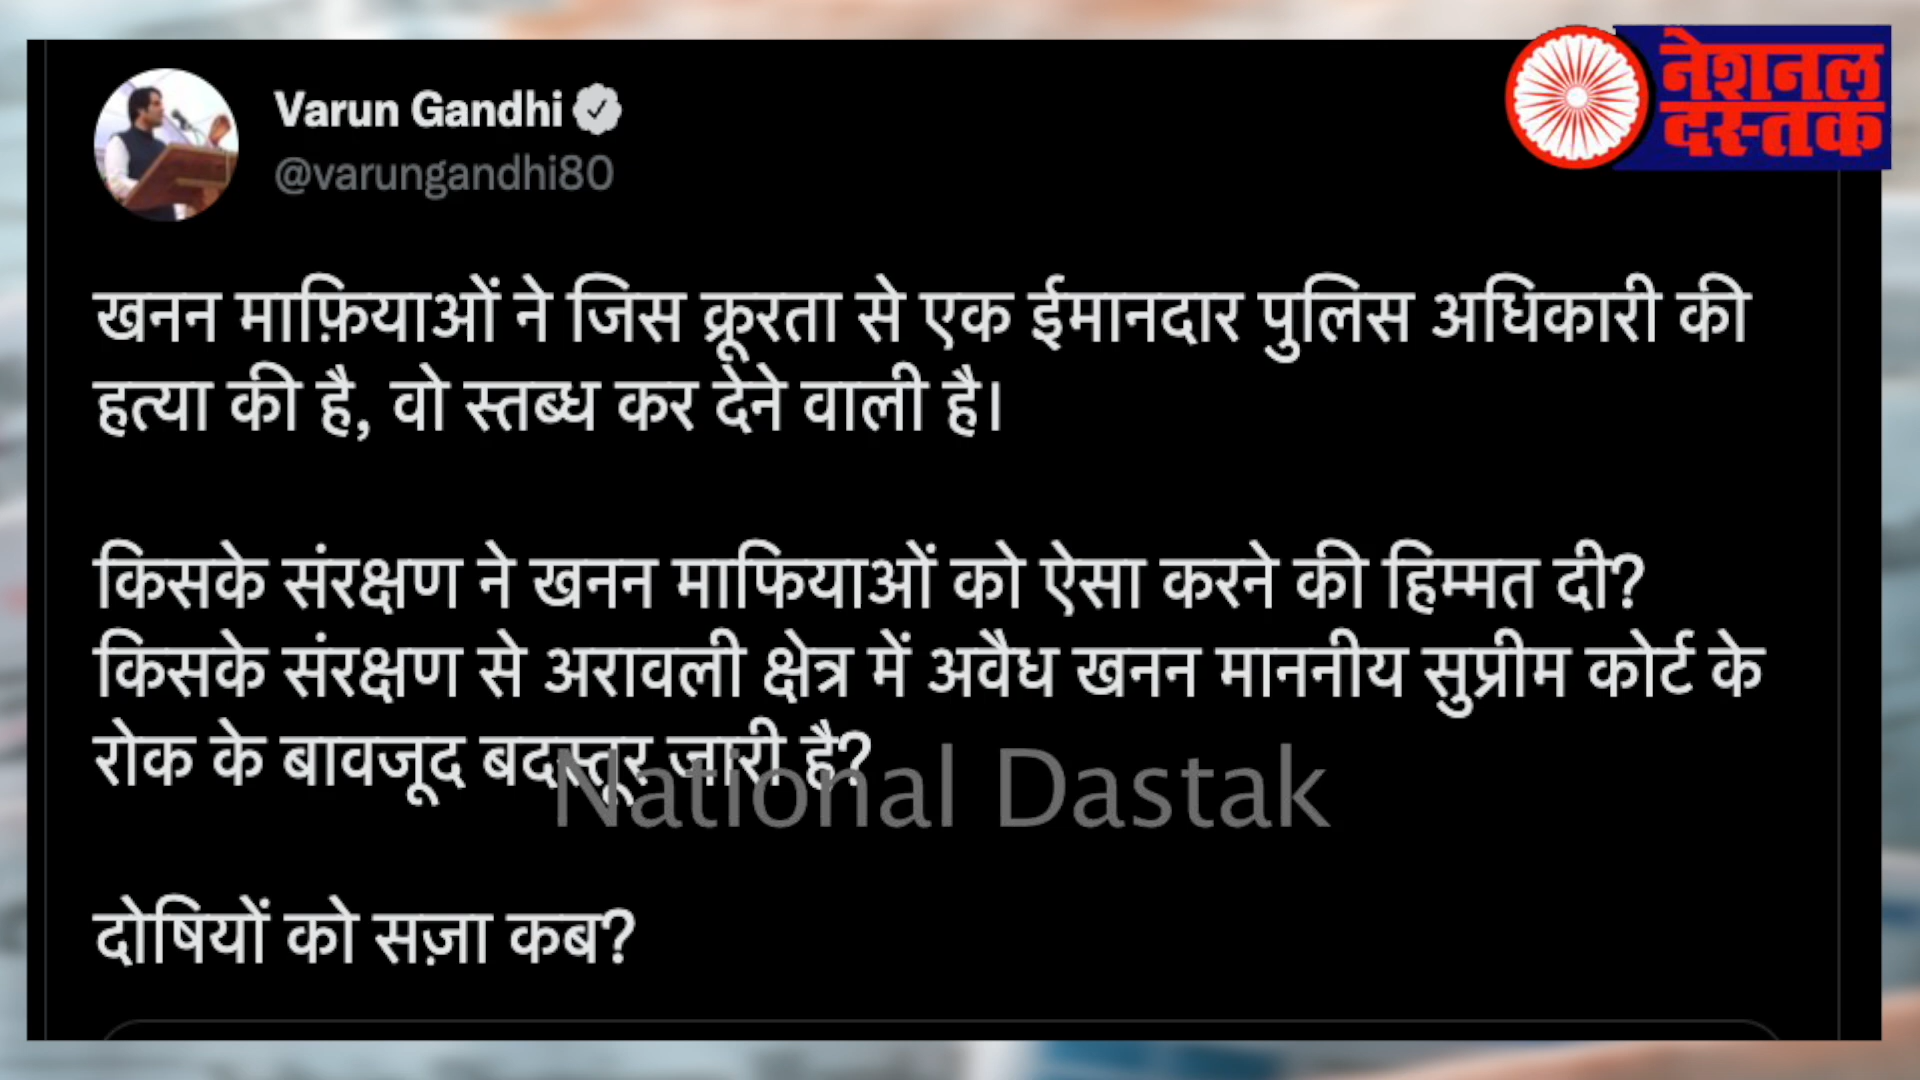 Varun Gandhi
@varungandhi80
नेशनल
दस्तक
खनन माफ़ियाओं ने जिस क्रूरता से एक ईमानदार पुलिस अधिकारी की
हत्या की है, वो स्तब्ध कर देने वाली है।
किसके संरक्षण ने खनन माफियाओं को ऐसा करने की हिम्मत दी?
किसके संरक्षण से अरावली क्षेत्र में अवैध खनन माननीय सुप्रीम कोर्ट के
रोक के बावजूद बदस्तूर जारी है?
National Dastak
दोषियों को सज़ा कब?